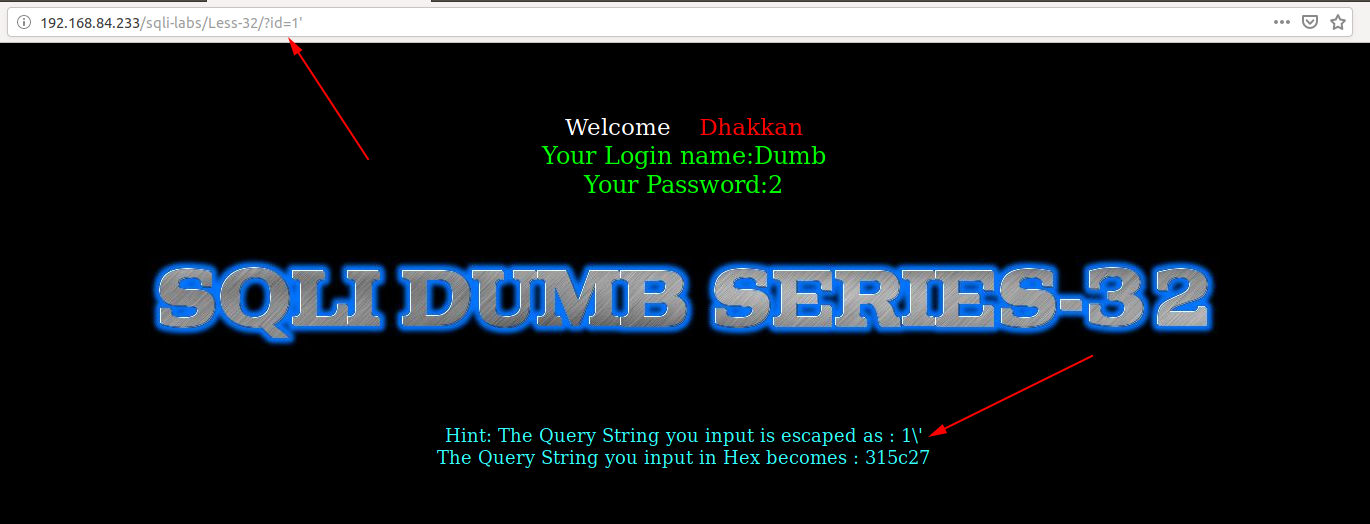 192.168.84.233/sqli-labs/Less-32/?id=1'
Welcome Dhakkan
Your Login name:Dumb
Your Password:2
SQLI DUMB SERIES-32
Hint: The Query String you input is escaped as : 1\'
The Query String you input in Hex becomes : 315c27